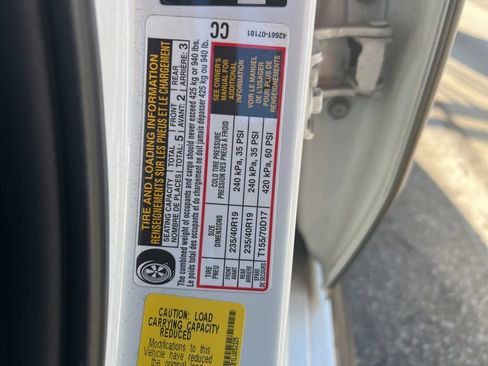 42661-07181
CC
TIRE AND LOADING INFORMATION
RENSEIGNEMENTS SUR LES PNEUS ET LE CHARGEMENT
SEATING CAPACITY TOTAL: 5 FRONT: 2 REAR: 3
NOMBRE DE PLACES TOTAL: 5 AVANT: 2 ARRIÈRE: 3
The combined weight of occupants and cargo should never exceed 425 kg or 940 lbs.
Le poids total des occupants et du chargement ne doit jamais dépasser 425 kg ou 940 lb.
TIRE PNEU
SIZE DIMENSIONS
COLD TIRE PRESSURE
PRESSION DES PNEUS À FROID
FRONT AVANT 235/40R19 240 kPa, 35 PSI
REAR ARRIÈRE 235/40R19 240 kPa, 35 PSI
SPARE DE SECOURS T155/70D17 420 kPa, 60 PSI
SEE OWNER'S
MANUAL FOR
ADDITIONAL
INFORMATION
VOIR LE MANUEL
DE L'USAGER
POUR PLUS DE
RENSEIGNEMENTS
CAUTION: LOAD
CARRYING CAPACITY
REDUCED
Modifications to this
Vehicle have reduced
the original